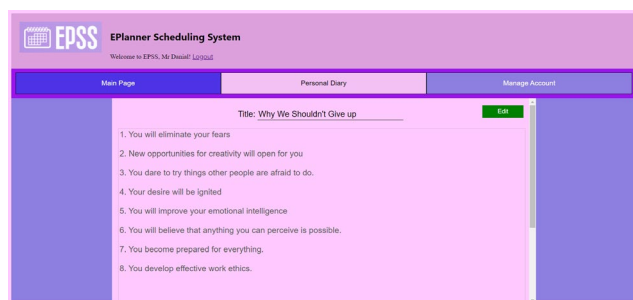 EPSS
EPlanner Scheduling System
Welcome to EPSS, Mr Danial! Logout
Main Page
Personal Diary
Manage Account
Title: Why We Shouldn't Give up
Edit
1. You will eliminate your fears
2. New opportunities for creativity will open for you
3. You dare to try things other people are afraid to do.
4. Your desire will be ignited
5. You will improve your emotional intelligence
6. You will believe that anything you can perceive is possible.
7. You become prepared for everything.
8. You develop effective work ethics.